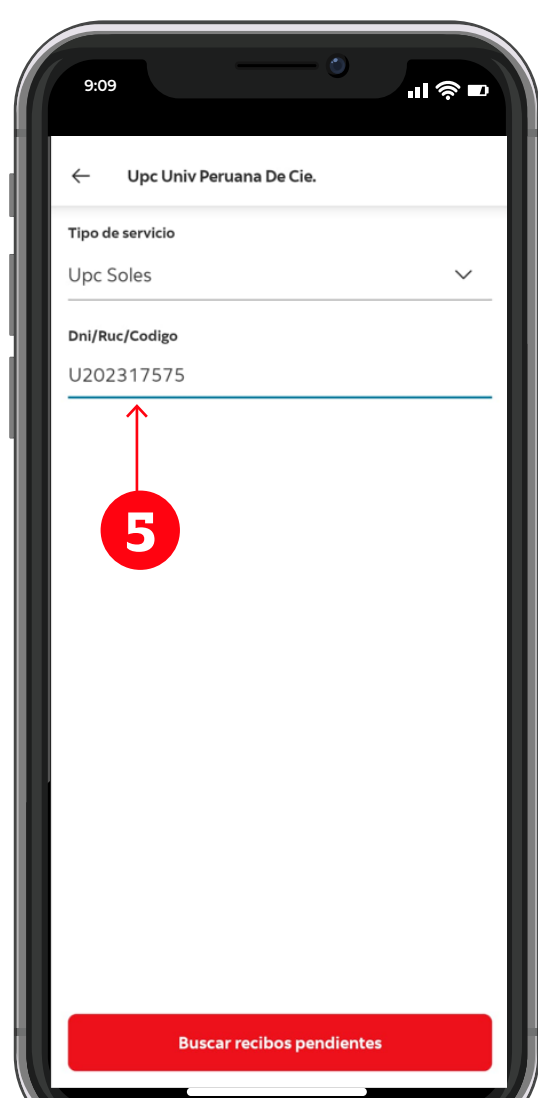 9:09
Upc Univ Peruana De Cie.
Tipo de servicio
Upc Soles
Dni/Ruc/Codigo
U202317575
5
Buscar recibos pendientes